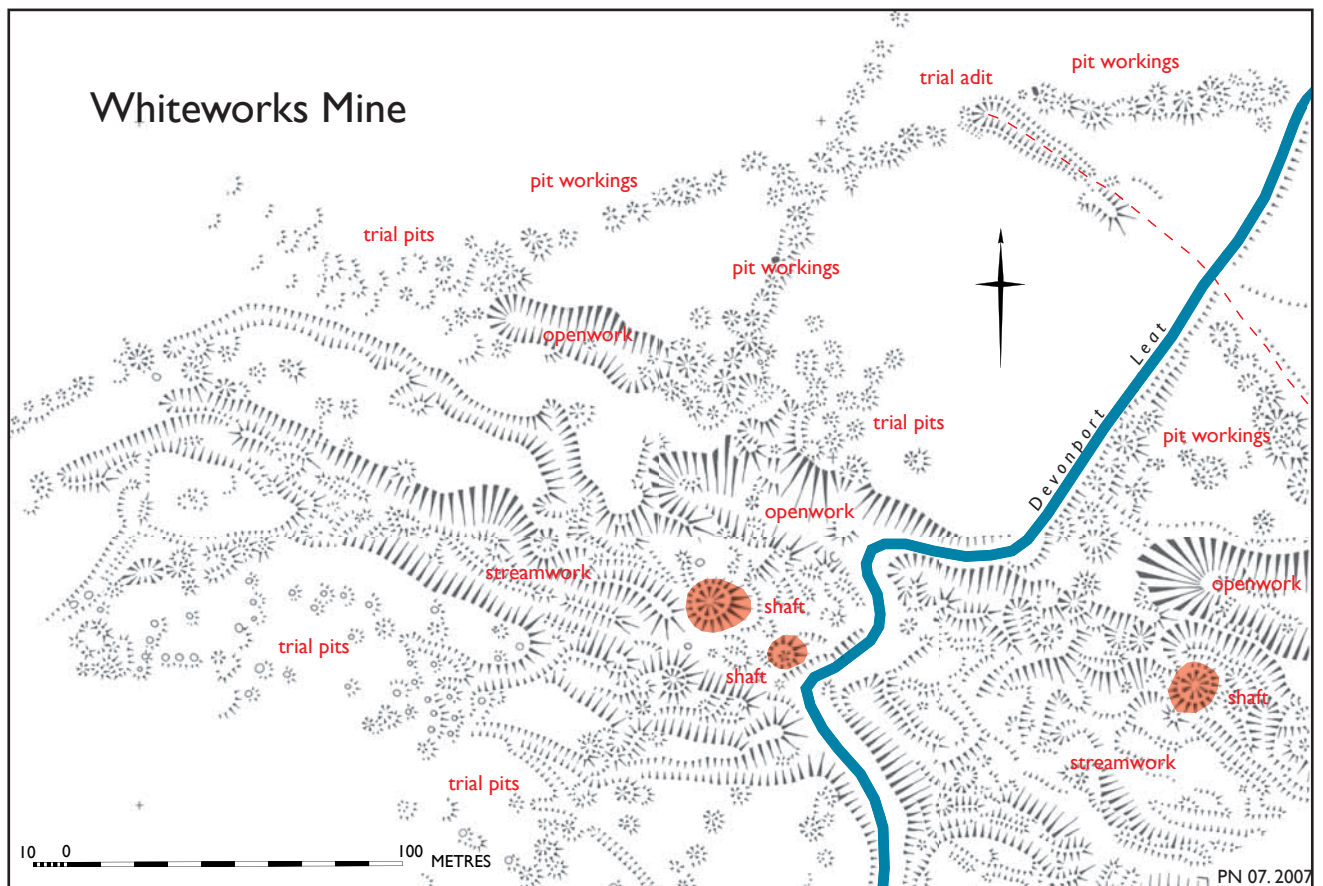 Whiteworks Mine
trial adit
pit workings
pit workings
trial pits
pit workings
openwork
Devonport Leat
trial pits
pit workings
openwork
streamwork
openwork
shaft
trial pits
shaft
shaft
streamwork
trial pits
10 0 100 METRES
PN 07. 2007